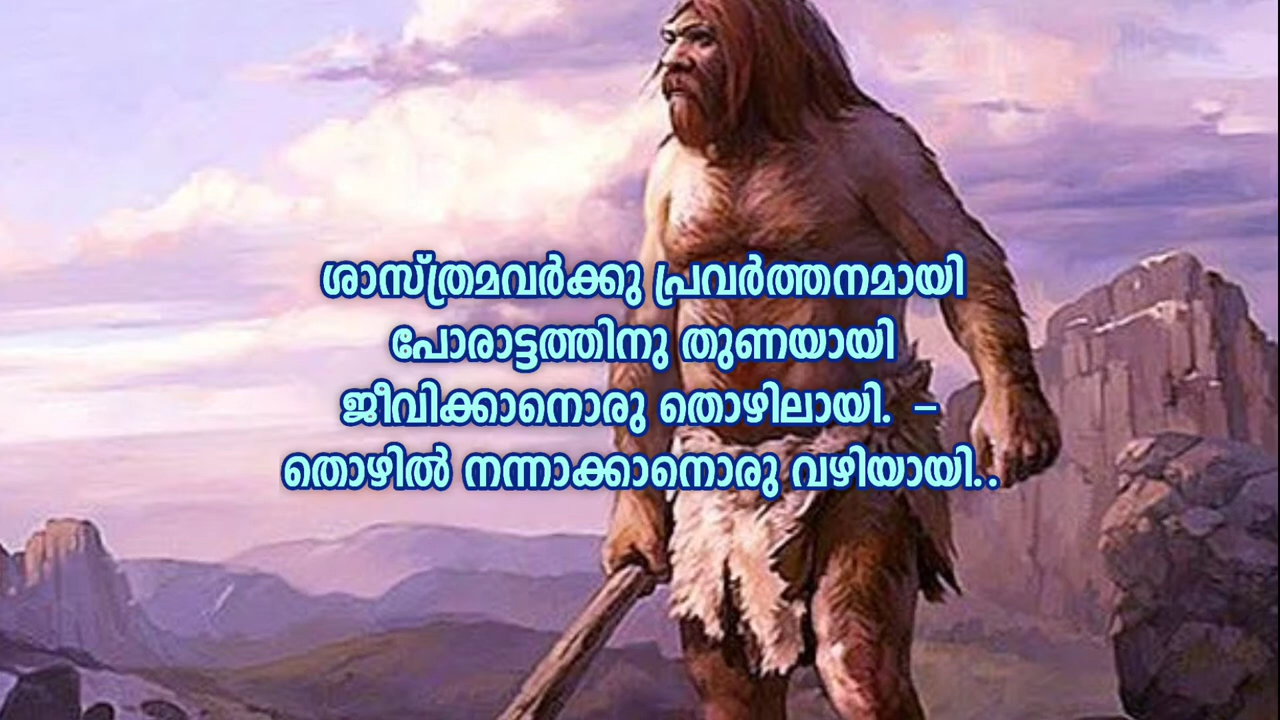 ശാസ്ത്രമവർക്കു പ്രവർത്തനമായി
പോരാട്ടത്തിനു തുണയായി
ജീവിക്കാനൊരു തൊഴിലായി. –
തൊഴിൽ നന്നാക്കാനൊരു വഴിയായി..